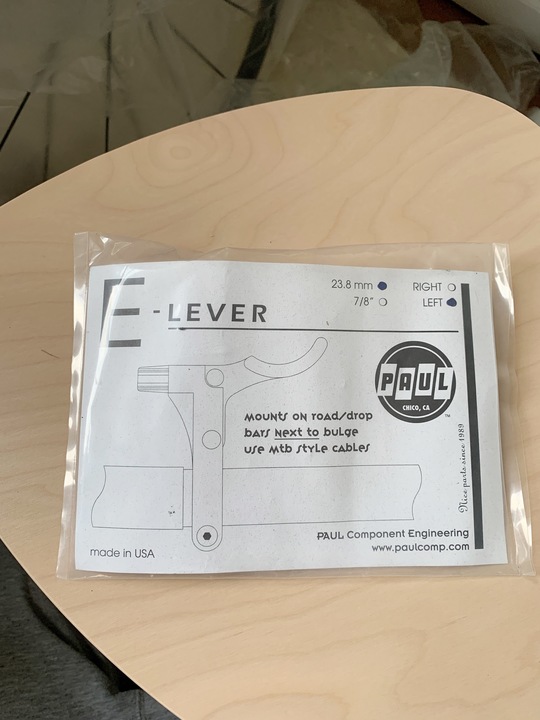 E-LEVER
23.8 mm
7/8"
RIGHT
LEFT
PAUL
CHICO, CA
™
MOUNTS ON ROAD/DROP
BARS NEXT TO BULGE
USE MTB STYLE CABLES
Nice parts since 1989
made in USA
PAUL Component Engineering
www.paulcomp.com